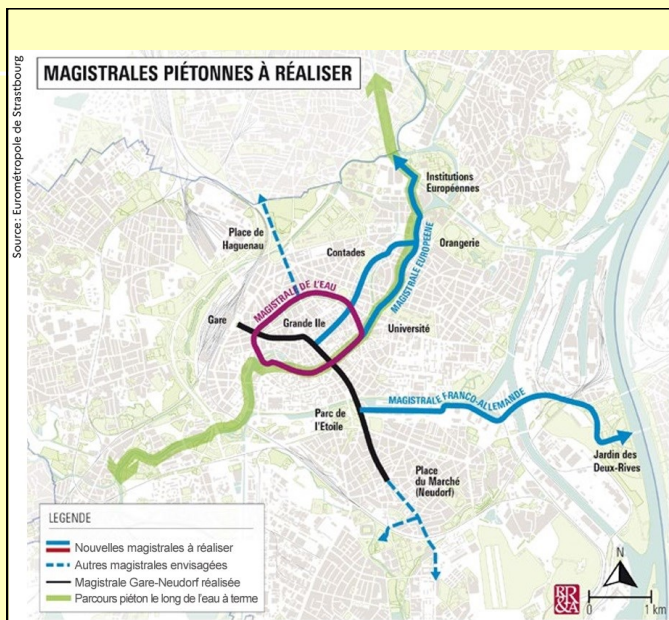 Source : Eurométropole de Strasbourg
MAGISTRALES PIÉTONNES À RÉALISER
Institutions
Européennes
Place de
Haguenau
Contades
Orangerie
MAGISTRALE EUROPÉENE
MAGISTRALE DE L'EAU
Gare
Grande Ile
Université
MAGISTRALE FRANCO-ALLEMANDE
Parc de
l'Etoile
Jardin des
Deux-Rives
Place
du Marché
(Neudorf)
LEGENDE
Nouvelles magistrales à réaliser
Autres magistrales envisagées
Magistrale Gare-Neudorf réalisée
Parcours piéton le long de l'eau à terme
N
BR
&A
0 1 km